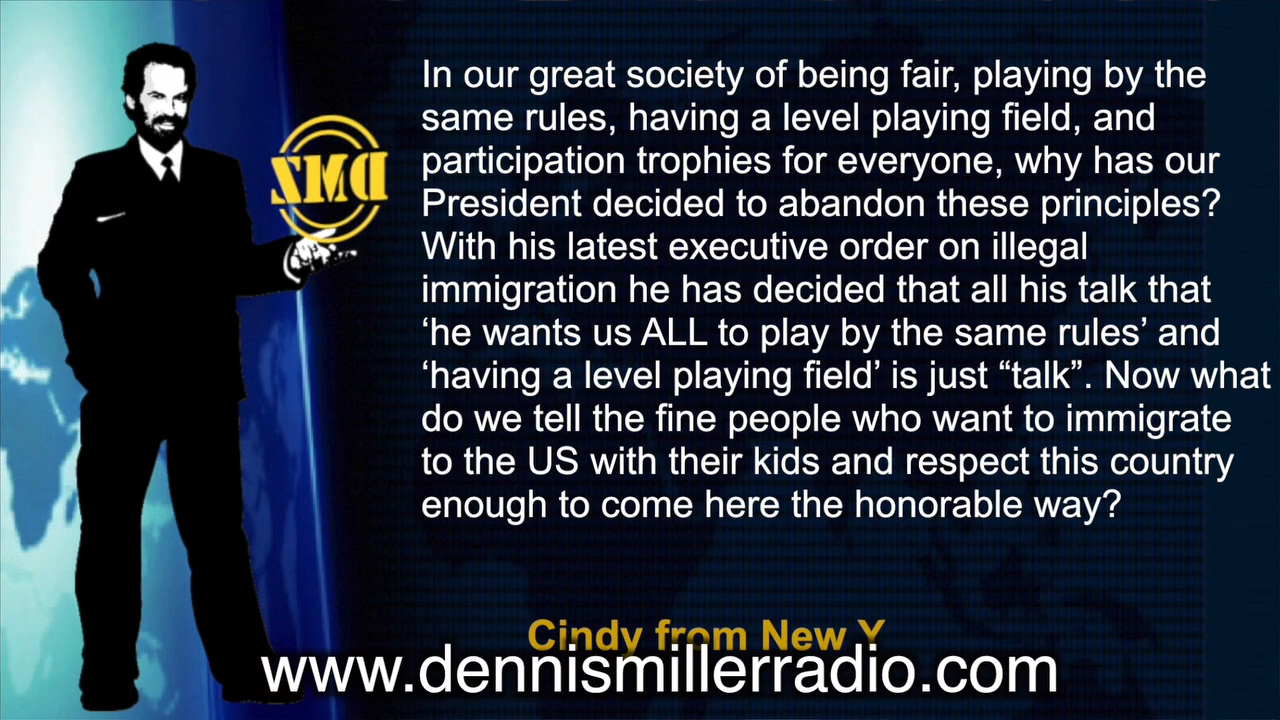 DMZ
In our great society of being fair, playing by the
same rules, having a level playing field, and
participation trophies for everyone, why has our
President decided to abandon these principles?
With his latest executive order on illegal
immigration he has decided that all his talk that
‘he wants us ALL to play by the same rules’ and
‘having a level playing field’ is just “talk”. Now what
do we tell the fine people who want to immigrate
to the US with their kids and respect this country
enough to come here the honorable way?
Cindy from New Y
www.dennismillerradio.com